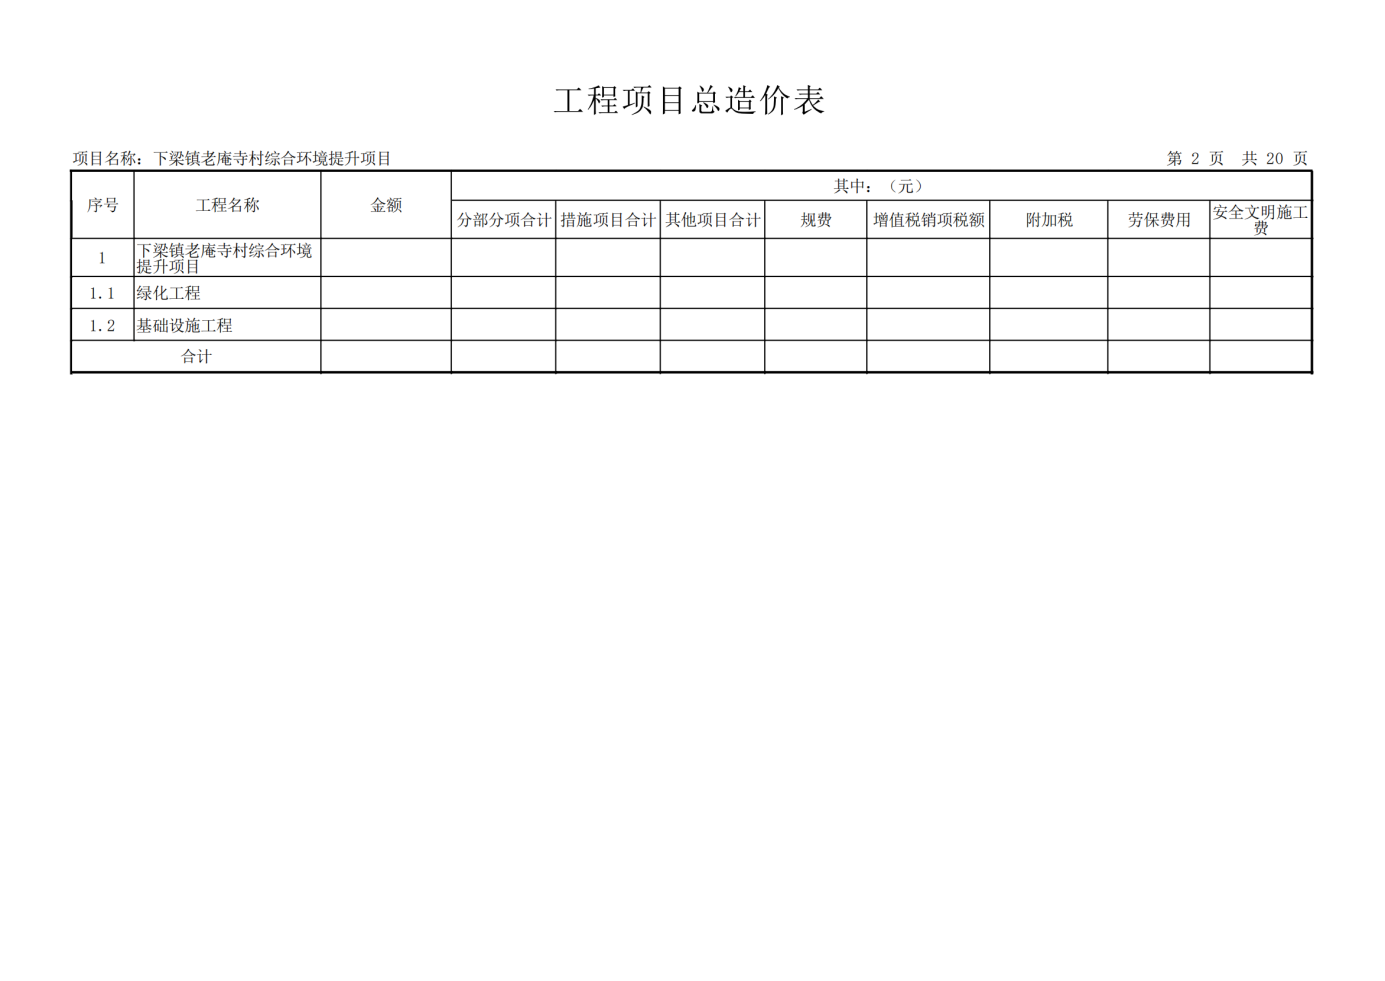 工程项目总造价表
项目名称：下梁镇老庵寺村综合环境提升项目 第 2 页 共 20 页
序号 工程名称 金额 其中：（元）
分部分项合计 措施项目合计 其他项目合计 规费 增值税销项税额 附加税 劳保费用 安全文明施工
费
1 下梁镇老庵寺村综合环境
提升项目
1.1 绿化工程
1.2 基础设施工程
合计